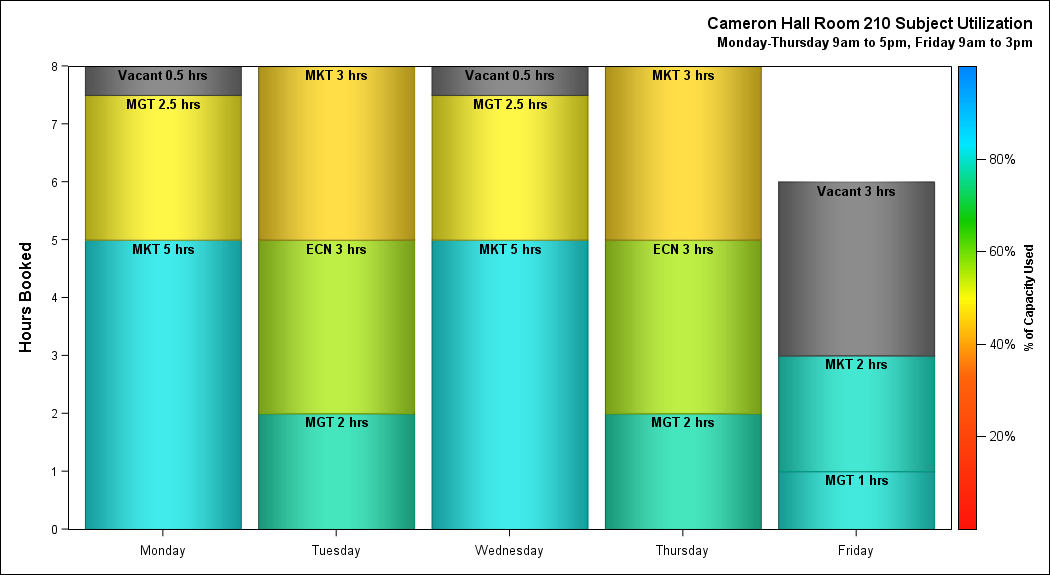 Cameron Hall Room 210 Subject Utilization
Monday-Thursday 9am to 5pm, Friday 9am to 3pm
Hours Booked
8
7
6
5
4
3
2
1
0
Vacant 0.5 hrs
MGT 2.5 hrs
MKT 5 hrs
MKT 3 hrs
ECN 3 hrs
MGT 2 hrs
Vacant 0.5 hrs
MGT 2.5 hrs
MKT 5 hrs
MKT 3 hrs
ECN 3 hrs
MGT 2 hrs
Vacant 3 hrs
MKT 2 hrs
MGT 1 hrs
Monday
Tuesday
Wednesday
Thursday
Friday
80%
60%
40%
20%
% of Capacity Used